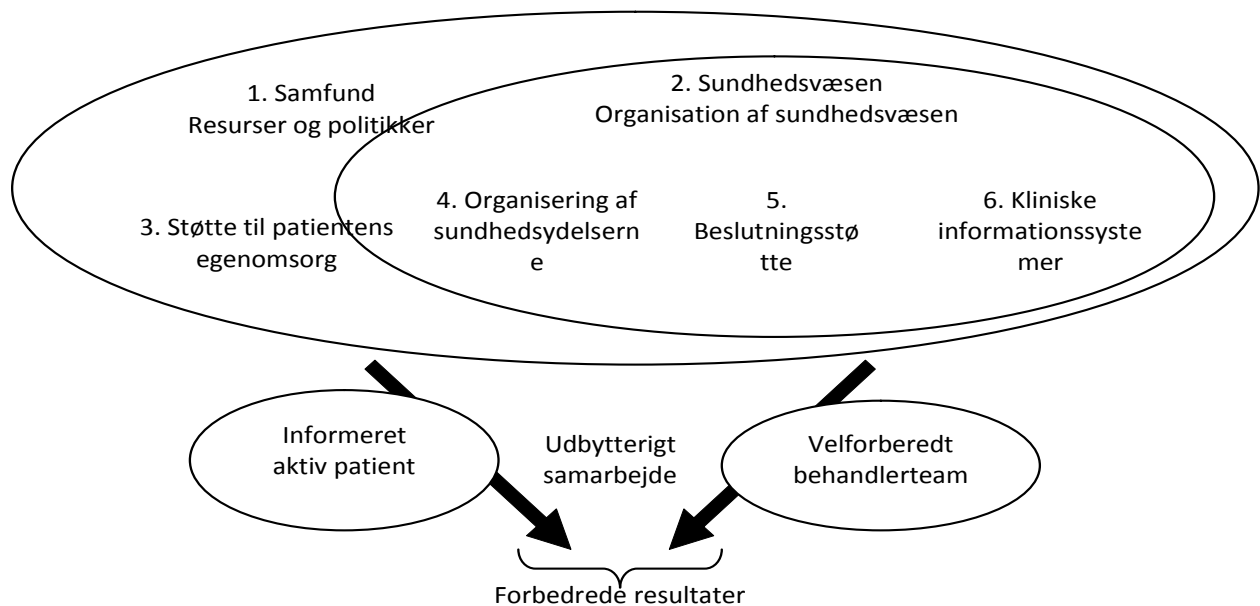 1. Samfund
Resurser og politikker
2. Sundhedsvæsen
Organisation af sundhedsvæsen
3. Støtte til patientens
egenomsorg
4. Organisering af
sundhedsydelsern
e
5.
Beslutningsstø
tte
6. Kliniske
informationssyste
mer
Informeret
aktiv patient
Udbytterigt
samarbejde
Velforberedt
behandlerteam
Forbedrede resultater